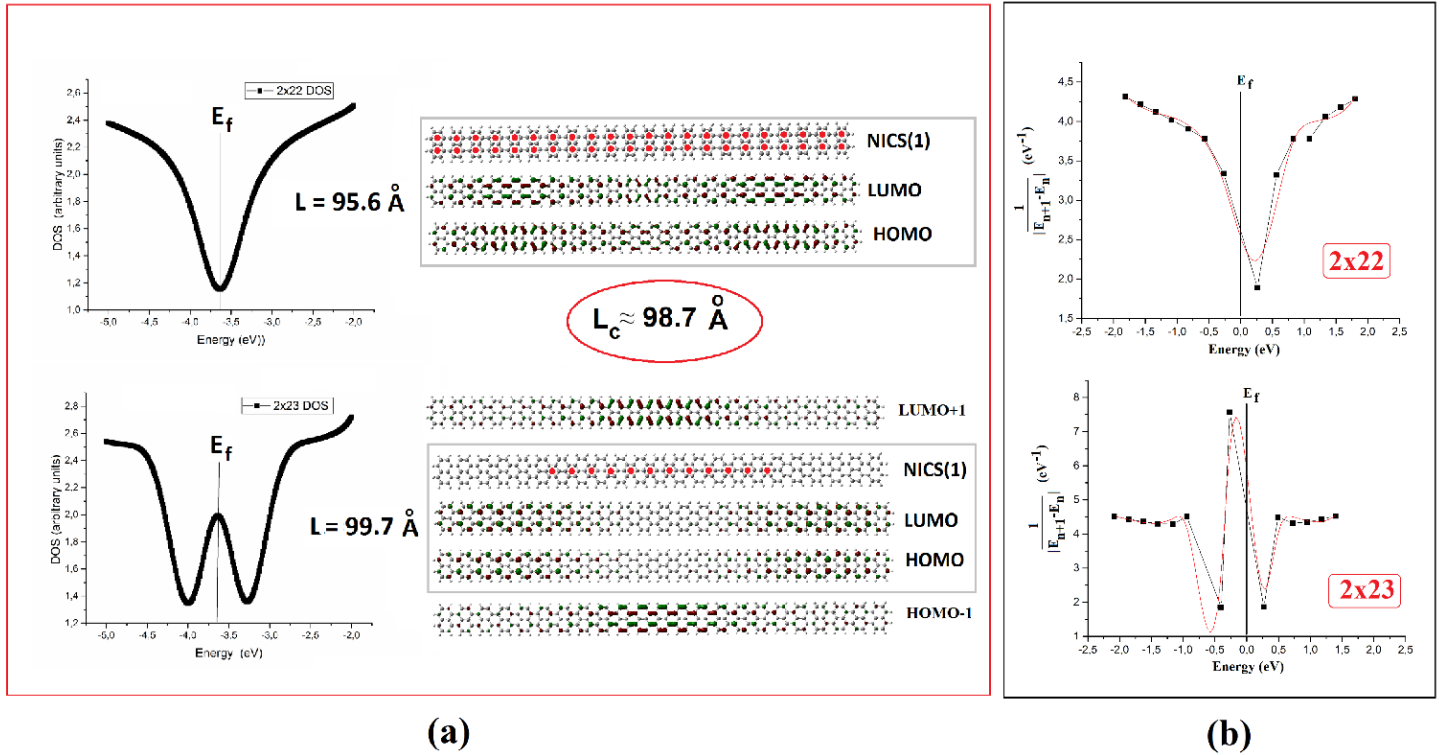 2,6
2,4
2,2
2,0
1,8
1,6
1,4
1,2
1,0
DOS (arbitrary units)
2x22 DOS
E_f
-5,0 -4,5 -4,0 -3,5 -3,0 -2,5 -2,0
Energy (eV))
L = 95.6 Å
NICS(1)
LUMO
HOMO
L_c ≈ 98.7 Å
2,8
2,6
2,4
2,2
2,0
1,8
1,6
1,4
1,2
DOS (arbitrary units)
2x23 DOS
E_f
-5,0 -4,5 -4,0 -3,5 -3,0 -2,5 -2,0
Energy (eV)
L= 99.7 Å
LUMO+1
NICS(1)
LUMO
HOMO
HOMO-1
(a)
4,5
4,0
3,5
3,0
2,5
2,0
1,5
1
|E_n+1-E_n|
(eV⁻¹)
E_f
2x22
-2,5 -2,0 -1,5 -1,0 -0,5 0,0 0,5 1,0 1,5 2,0 2,5
Energy (eV)
8
7
6
5
4
3
2
1
1
|E_n+1-E_n|
(eV⁻¹)
E_f
2x23
-2,5 -2,0 -1,5 -1,0 -0,5 0,0 0,5 1,0 1,5 2,0 2,5
Energy (eV)
(b)